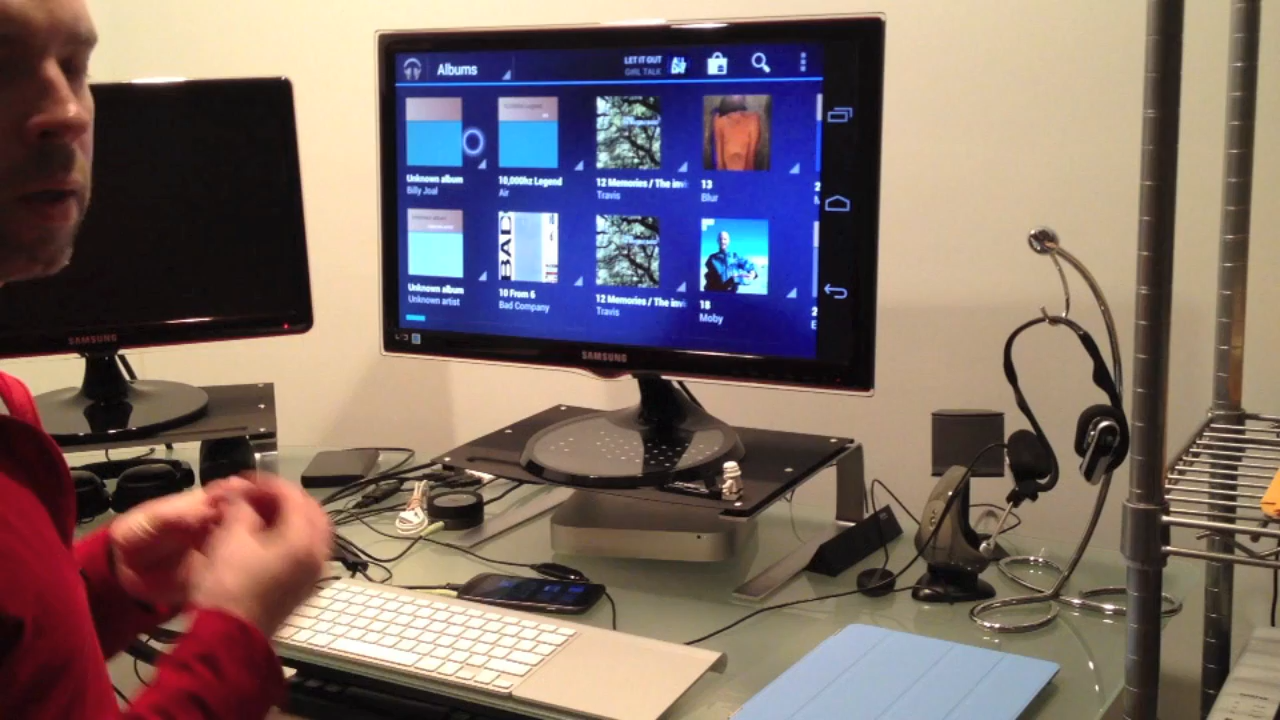 Albums
LET IT OUT
GIRL TALK
Unknown album
Billy Joal
10,000hz Legend
Air
12 Memories / The invi
Travis
13
Blur
Unknown album
Unknown artist
BAD
10 From 6
Bad Company
12 Memories / The invi
Travis
18
Moby
SAMSUNG
SAMSUNG